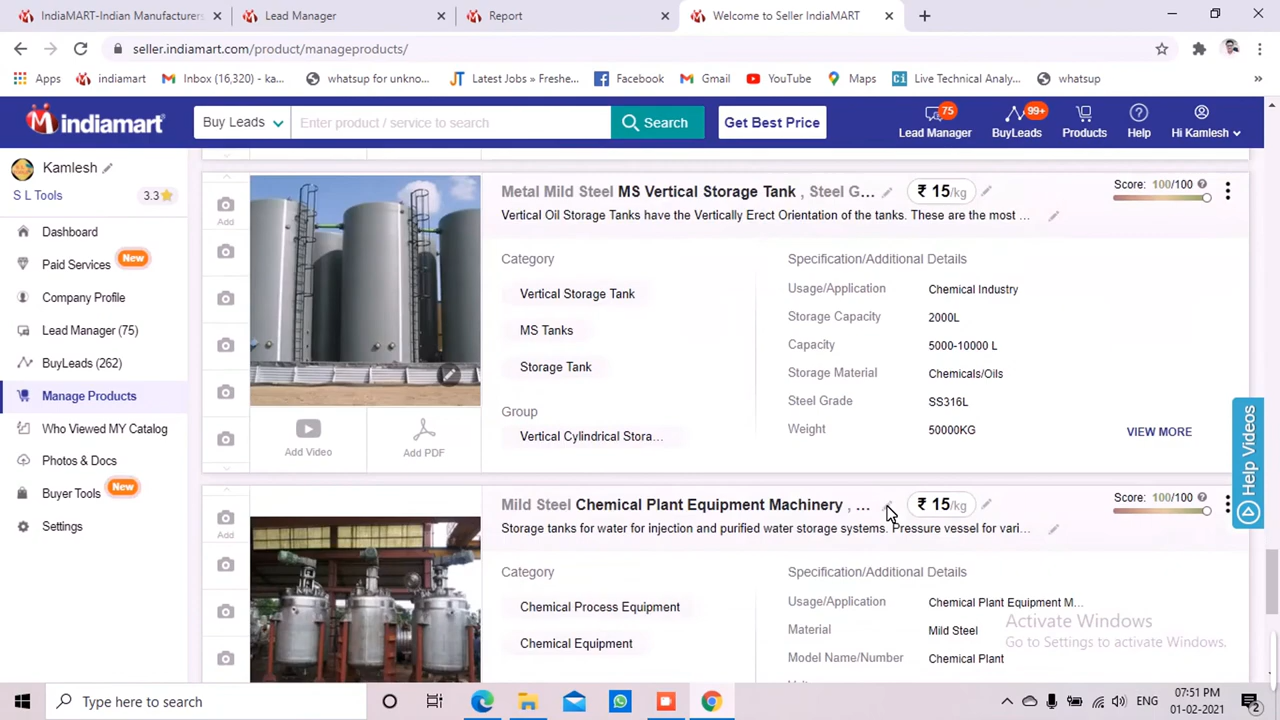 IndiaMART-Indian Manufacturers
Lead Manager
Report
Welcome to Seller IndiaMART
seller.indiamart.com/product/manageproducts/
Apps
indiamart
Inbox (16,320) - ka...
whatsup for unkno...
Latest Jobs » Freshe...
Facebook
Gmail
YouTube
Maps
Live Technical Analy...
whatsup
»
indiamart
Buy Leads
Enter product / service to search
Search
Get Best Price
75
Lead Manager
99+
BuyLeads
Products
Help
Hi Kamlesh
Kamlesh
S L Tools
3.3
Dashboard
Paid Services
New
Company Profile
Lead Manager (75)
BuyLeads (262)
Manage Products
Who Viewed MY Catalog
Photos & Docs
Buyer Tools
New
Settings
Add
Add Video
Add PDF
Metal Mild Steel MS Vertical Storage Tank , Steel G...
₹ 15/kg
Score: 100/100
Vertical Oil Storage Tanks have the Vertically Erect Orientation of the tanks. These are the most ...
Category
Vertical Storage Tank
MS Tanks
Storage Tank
Group
Vertical Cylindrical Stora...
Specification/Additional Details
Usage/Application Chemical Industry
Storage Capacity 2000L
Capacity 5000-10000 L
Storage Material Chemicals/Oils
Steel Grade SS316L
Weight 50000KG
VIEW MORE
Help Videos
Add
Mild Steel Chemical Plant Equipment Machinery , ...
₹ 15/kg
Score: 100/100
Storage tanks for water for injection and purified water storage systems. Pressure vessel for vari...
Category
Chemical Process Equipment
Chemical Equipment
Specification/Additional Details
Usage/Application Chemical Plant Equipment M...
Material Mild Steel
Model Name/Number Chemical Plant
Activate Windows
Go to Settings to activate Windows.
Type here to search
ENG
07:51 PM
01-02-2021
2